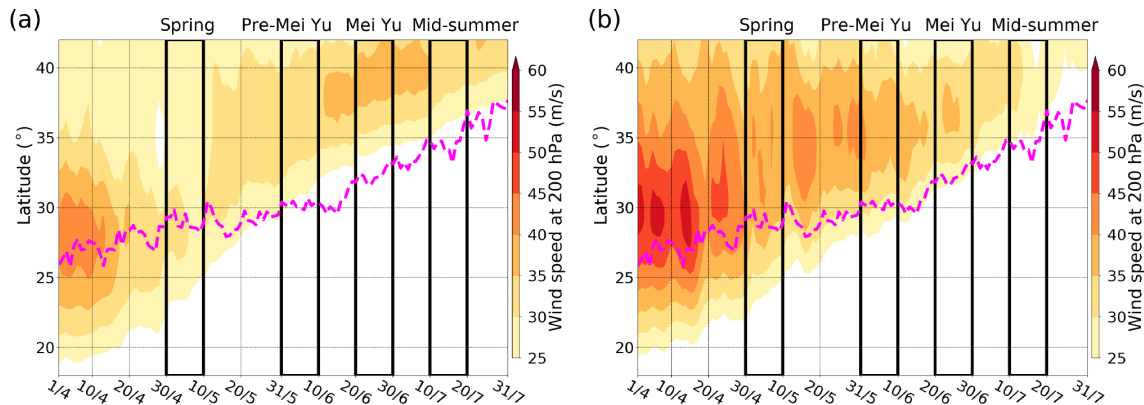 (a)
Spring Pre-Mei Yu Mei Yu Mid-summer
40
35
30
25
20
Latitude (°)
1/4 10/4 20/4 30/4 10/5 20/5 31/5 10/6 20/6 30/6 10/7 20/7 31/7
60
55
50
45
40
35
30
25
Wind speed at 200 hPa (m/s)
(b)
Spring Pre-Mei Yu Mei Yu Mid-summer
40
35
30
25
20
Latitude (°)
1/4 10/4 20/4 30/4 10/5 20/5 31/5 10/6 20/6 30/6 10/7 20/7 31/7
60
55
50
45
40
35
30
25
Wind speed at 200 hPa (m/s)